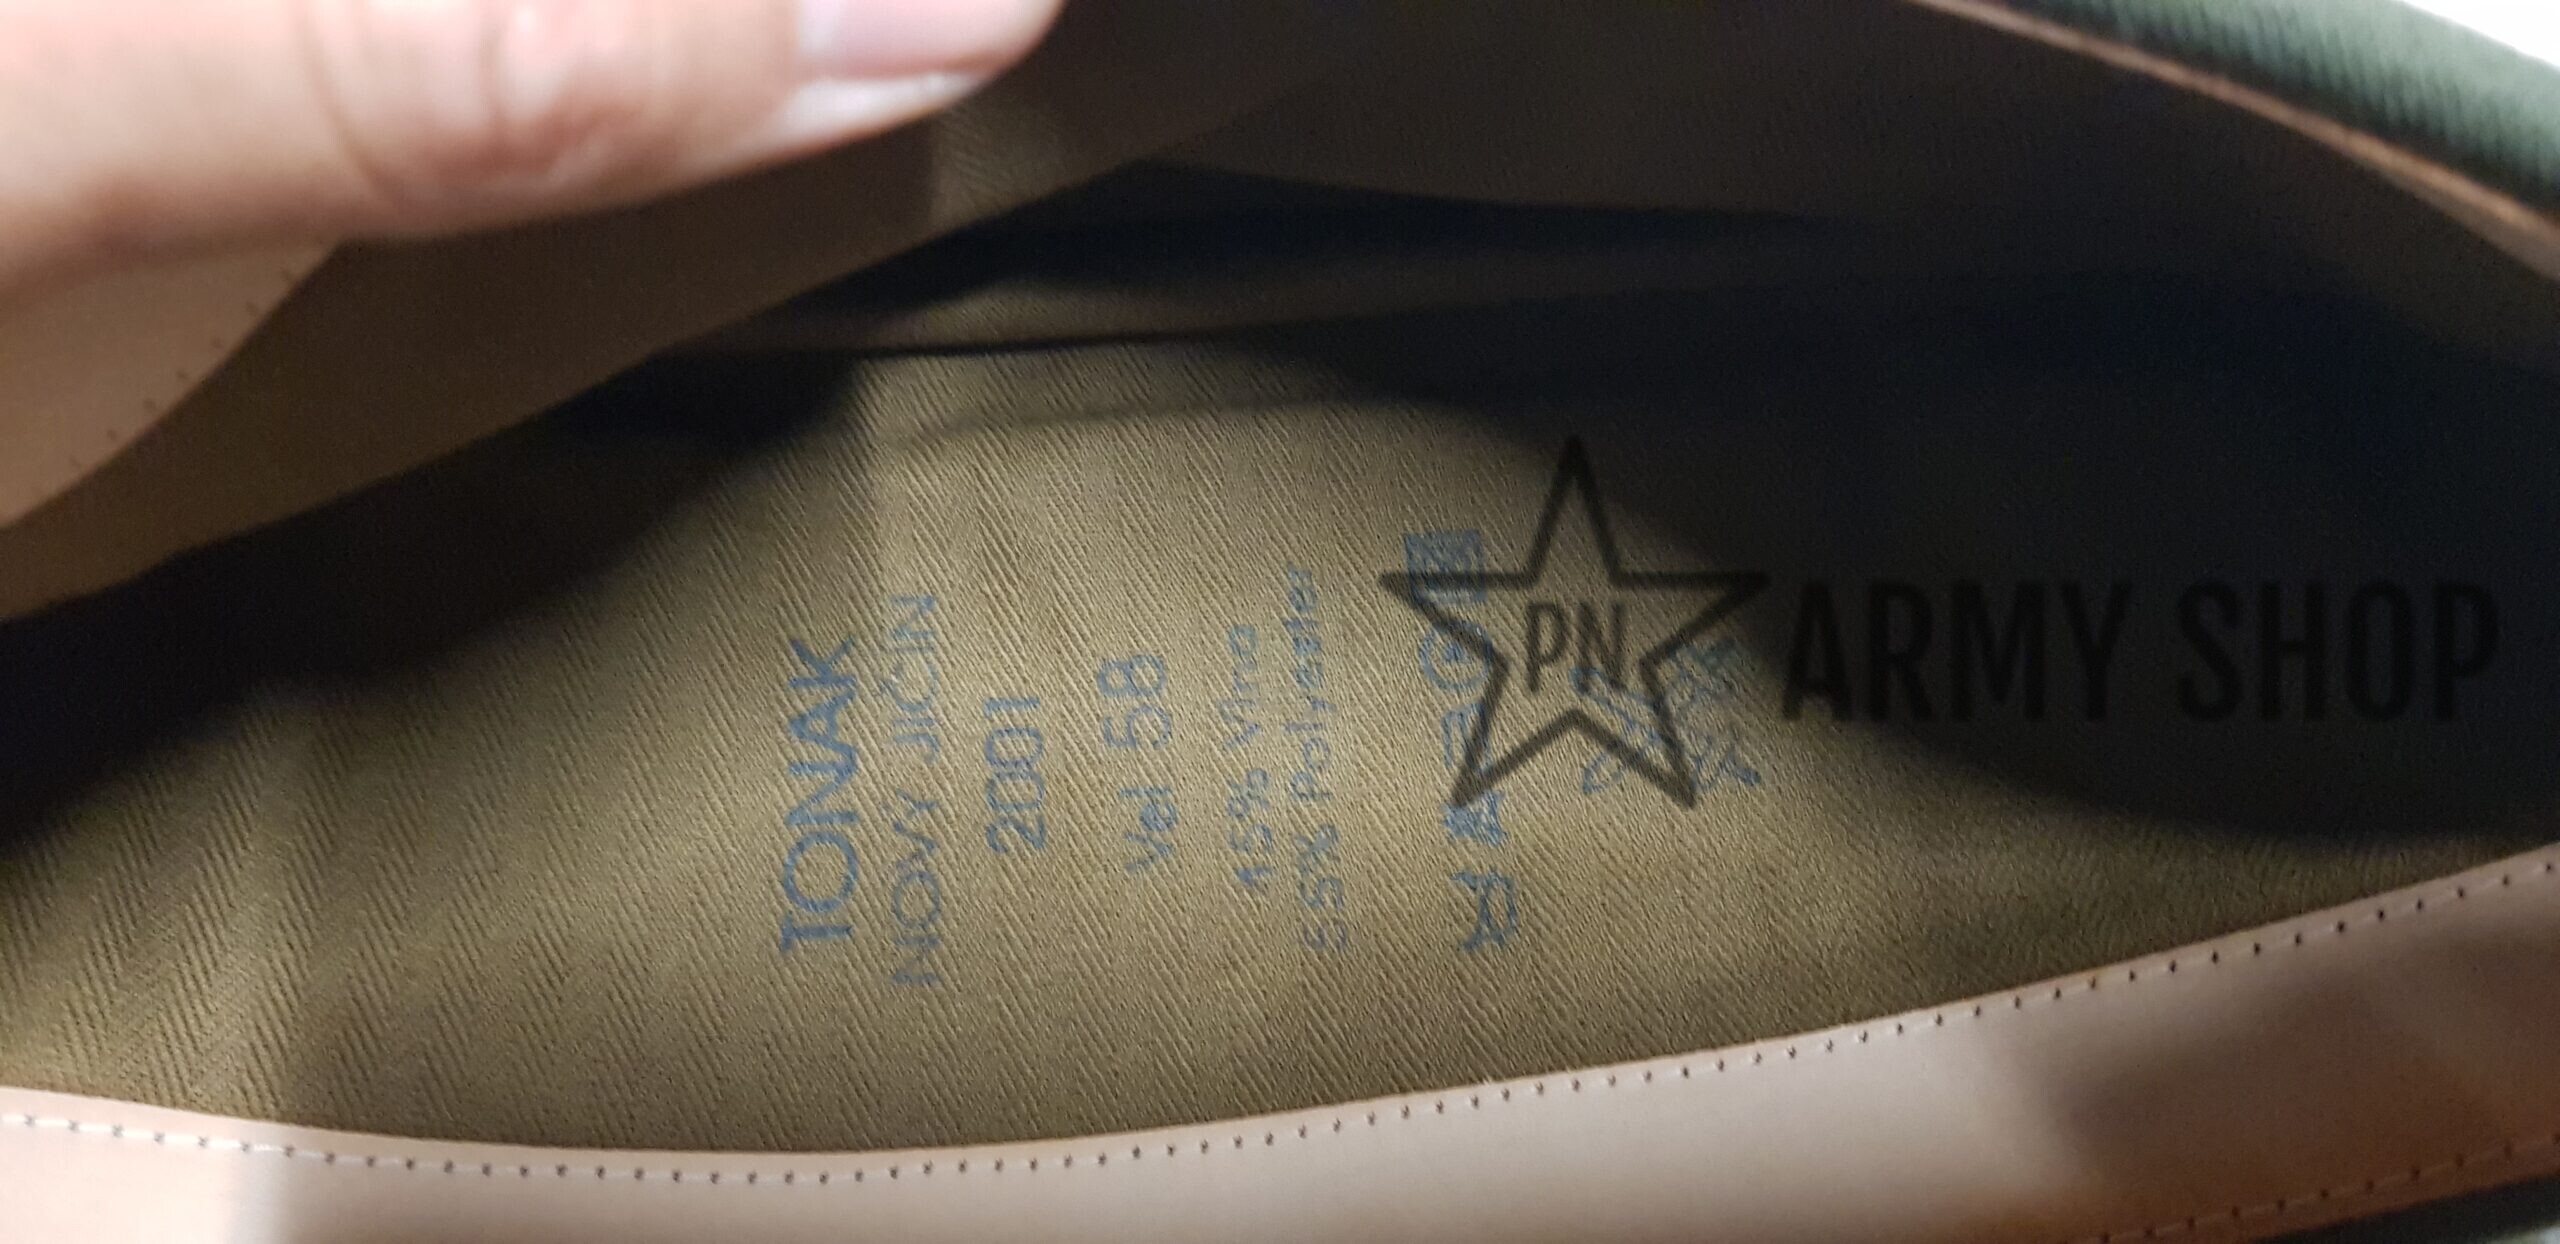 TONAK
NOVÝ JIČÍN
2001
Vel 58
45% Vlna
55% Polyester
PN
ARMY SHOP